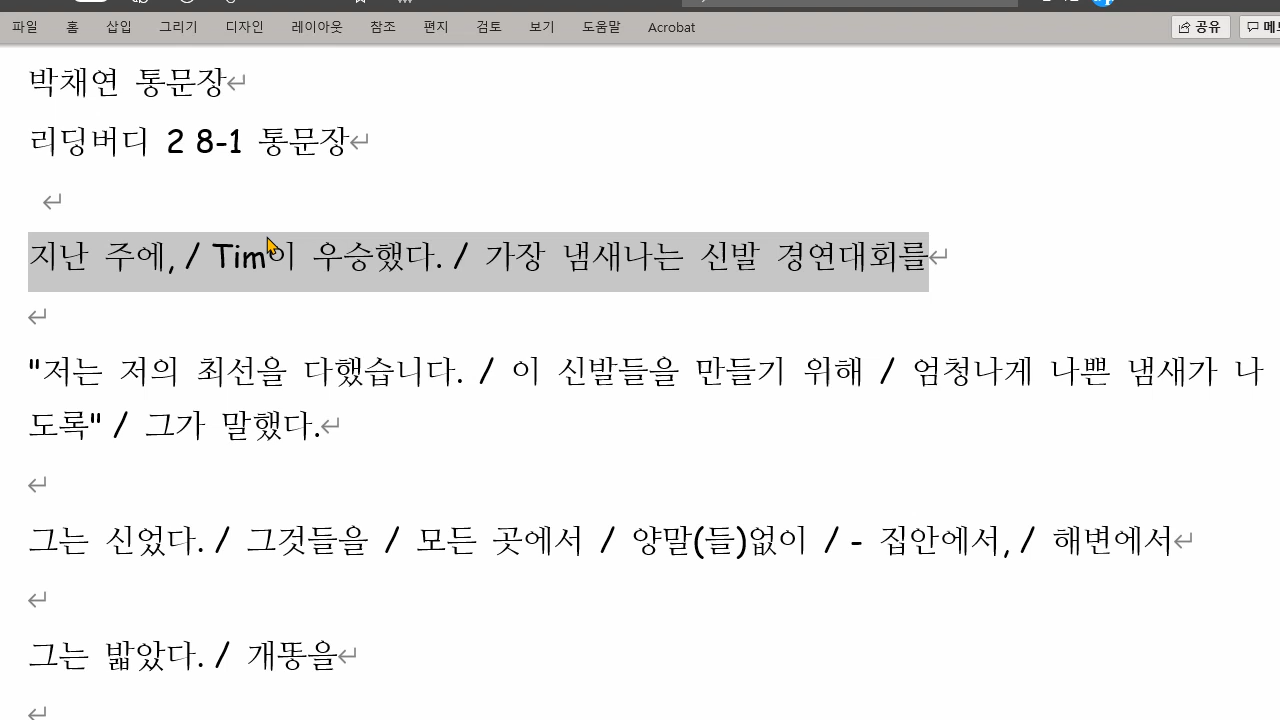 파일 홈 삽입 그리기 디자인 레이아웃 참조 편지 검토 보기 도움말 Acrobat 공유
박채연 통문장
리딩버디 2 8-1 통문장
지난 주에, / Tim이 우승했다. / 가장 냄새나는 신발 경연대회를
"저는 저의 최선을 다했습니다. / 이 신발들을 만들기 위해 / 엄청나게 나쁜 냄새가 나
도록" / 그가 말했다.
그는 신었다. / 그것들을 / 모든 곳에서 / 양말(들)없이 / - 집안에서, / 해변에서
그는 밟았다. / 개똥을